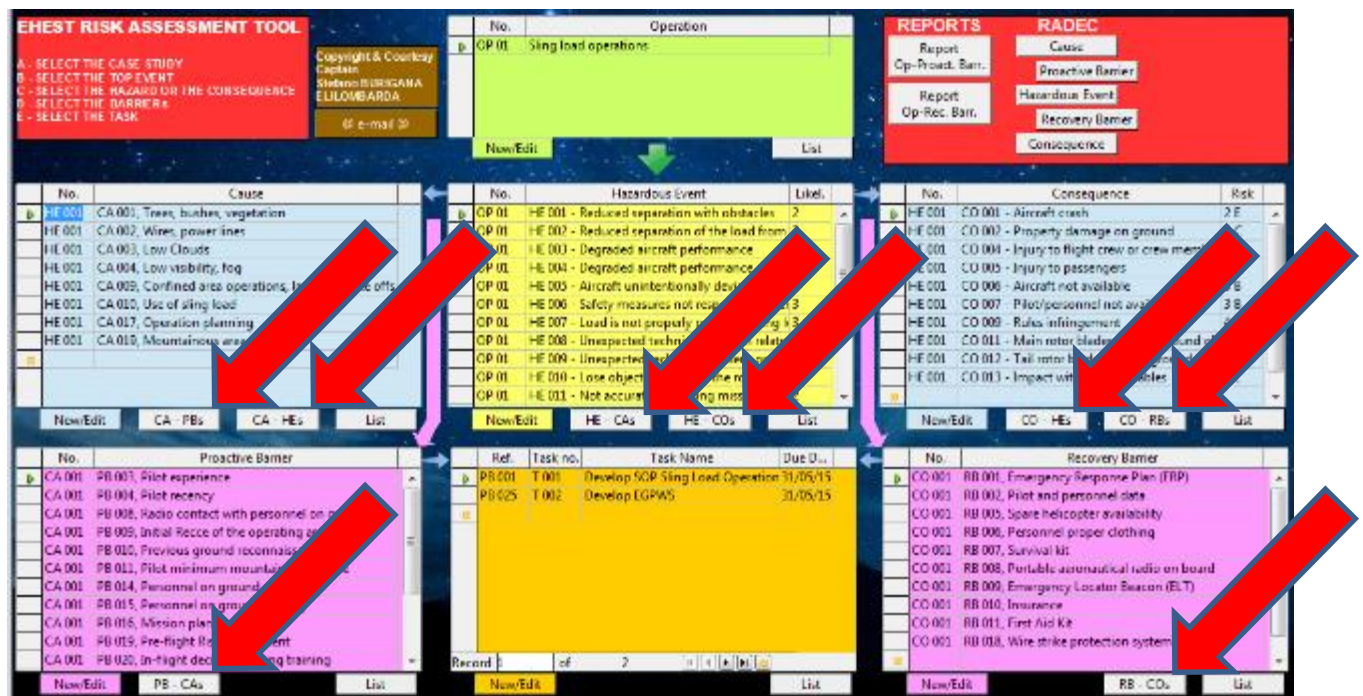 EHEST RISK ASSESSMENT TOOL
A - SELECT THE CASE STUDY
B - SELECT THE TOP EVENT
C - SELECT THE HAZARD OR THE CONSEQUENCE
D - SELECT THE BARRIERs
E - SELECT THE TASK
Copyright & Courtesy
Captain
Stefano BURIGANA
ELILOMBARDA
@ e-mail @
No. Operation
OP 01 Sling load operations
New/Edit List
REPORTS RADEC
Report
Op-Proact. Barr.
Report
Op-Rec. Barr.
Cause
Proactive Barrier
Hazardous Event
Recovery Barrier
Consequence
No. Cause
HE 001 CA 001, Trees, bushes, vegetation
HE 001 CA 002, Wires, power lines
HE 001 CA 003, Low Clouds
HE 001 CA 004, Low visibility, fog
HE 001 CA 009, Confined area operations, offs
HE 001 CA 010, Use of sling load
HE 001 CA 017, Operation planning
HE 001 CA 019, Mountainous
New/Edit CA - PBs CA - HEs List
No. Hazardous Event Likel.
OP 01 HE 001 - Reduced separation with obstacles 2
OP 01 HE 002 - Reduced separation of the load from
OP 01 HE 003 - Degraded aircraft performance
OP 01 HE 004 - Degraded aircraft performance
OP 01 HE 005 - Aircraft unintentionally
OP 01 HE 006 - Safety measures not 3
OP 01 HE 007 - Load is not properly 3
OP 01 HE 008 - Unexpected
OP 01 HE 009 - Unexpected
OP 01 HE 010 - Lose object the
OP 01 HE 011 - Not
New/Edit HE - CAs HE - COs List
No. Consequence Risk
HE 001 CO 001 - Aircraft crash 2 E
HE 001 CO 002 - Property damage on ground
HE 001 CO 004 - Injury to flight crew or crew
HE 001 CO 005 - Injury to passengers
HE 001 CO 006 - Aircraft not available B
HE 001 CO 007 - Pilot/personnel not 3 B
HE 001 CO 009 - Rules infringement
HE 001 CO 011 - Main rotor
HE 001 CO 012 - Tail rotor
HE 001 CO 013 - Impact
New/Edit CO - HEs CO - RBs List
No. Proactive Barrier
CA 001 PB 003, Pilot experience
CA 001 PB 004, Pilot recency
CA 001 PB 008, Radio contact with personnel on
CA 001 PB 009, Initial Recce of the operating
CA 001 PB 010, Previous ground
CA 001 PB 011, Pilot minimum
CA 001 PB 014, Personnel on ground
CA 001 PB 015, Personnel on
CA 001 PB 016, Mission
CA 001 PB 019, Pre-flight
CA 001 PB 020, In-flight training
New/Edit PB - CAs List
Ref. Task no. Task Name Due D...
PB 001 T 001 Develop SOP Sling Load Operation 31/05/15
PB 025 T 002 Develop EGPWS 31/05/15
Record 1 of 2
New/Edit List
No. Recovery Barrier
CO 001 RB 001, Emergency Response Plan (ERP)
CO 001 RB 002, Pilot and personnel data
CO 001 RB 005, Spare helicopter availability
CO 001 RB 006, Personnel proper clothing
CO 001 RB 007, Survival kit
CO 001 RB 008, Portable aeronautical radio on board
CO 001 RB 009, Emergency Locator Beacon (ELT)
CO 001 RB 010, Insurance
CO 001 RB 011, First Aid Kit
CO 001 RB 018, Wire strike protection system
New/Edit RB - COs List